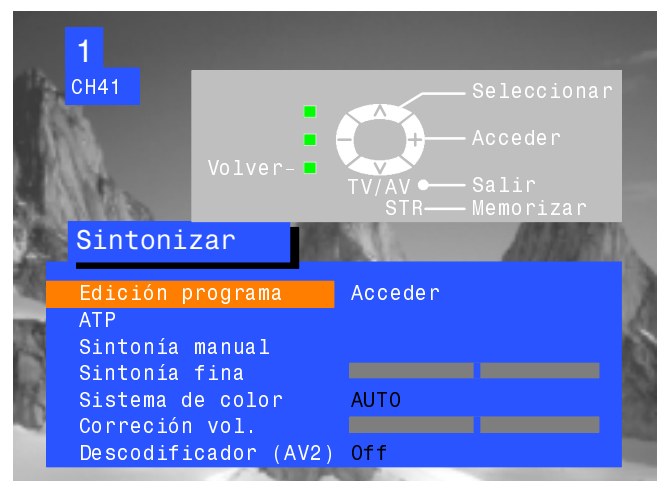 1
CH41
Seleccionar
Acceder
Volver-
TV/AV Salir
STR Memorizar
Sintonizar
Edición programa Acceder
ATP
Sintonía manual
Sintonía fina
Sistema de color AUTO
Correción vol.
Descodificador (AV2) Off